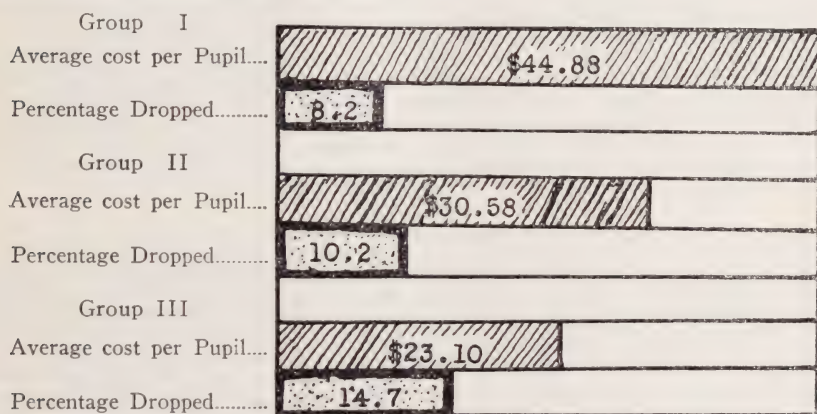 Group I
Average cost per Pupil.... $44.88
Percentage Dropped.......... 8.2
Group II
Average cost per Pupil.... $30.58
Percentage Dropped.......... 10.2
Group III
Average cost per Pupil.... $23.10
Percentage Dropped.......... 14.7